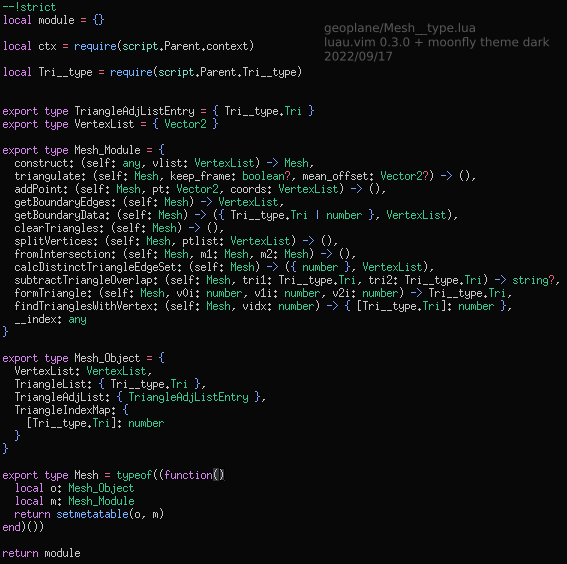 --!strict
local module = {}
geoplane/Mesh__type.lua
luau.vim 0.3.0 + moonfly theme dark
2022/09/17
local ctx = require(script.Parent.context)
local Tri__type = require(script.Parent.Tri__type)
export type TriangleAdjListEntry = { Tri__type.Tri }
export type VertexList = { Vector2 }
export type Mesh_Module = {
  construct: (self: any, vlist: VertexList) -> Mesh,
  triangulate: (self: Mesh, keep_frame: boolean?, mean_offset: Vector2?) -> (),
  addPoint: (self: Mesh, pt: Vector2, coords: VertexList) -> (),
  getBoundaryEdges: (self: Mesh) -> VertexList,
  getBoundaryData: (self: Mesh) -> ({ Tri__type.Tri | number }, VertexList),
  clearTriangles: (self: Mesh) -> (),
  splitVertices: (self: Mesh, ptlist: VertexList) -> (),
  fromIntersection: (self: Mesh, m1: Mesh, m2: Mesh) -> (),
  calcDistinctTriangleEdgeSet: (self: Mesh) -> ({ number }, VertexList),
  subtractTriangleOverlap: (self: Mesh, tri1: Tri__type.Tri, tri2: Tri__type.Tri) -> string?,
  formTriangle: (self: Mesh, v0i: number, v1i: number, v2i: number) -> Tri__type.Tri,
  findTrianglesWithVertex: (self: Mesh, vidx: number) -> { [Tri__type.Tri]: number },
  __index: any
}
export type Mesh_Object = {
  VertexList: VertexList,
  TriangleList: { Tri__type.Tri },
  TriangleAdjList: { TriangleAdjListEntry },
  TriangleIndexMap: {
    [Tri__type.Tri]: number
  }
}
export type Mesh = typeof((function()
  local o: Mesh_Object
  local m: Mesh_Module
  return setmetatable(o, m)
end)())
return module